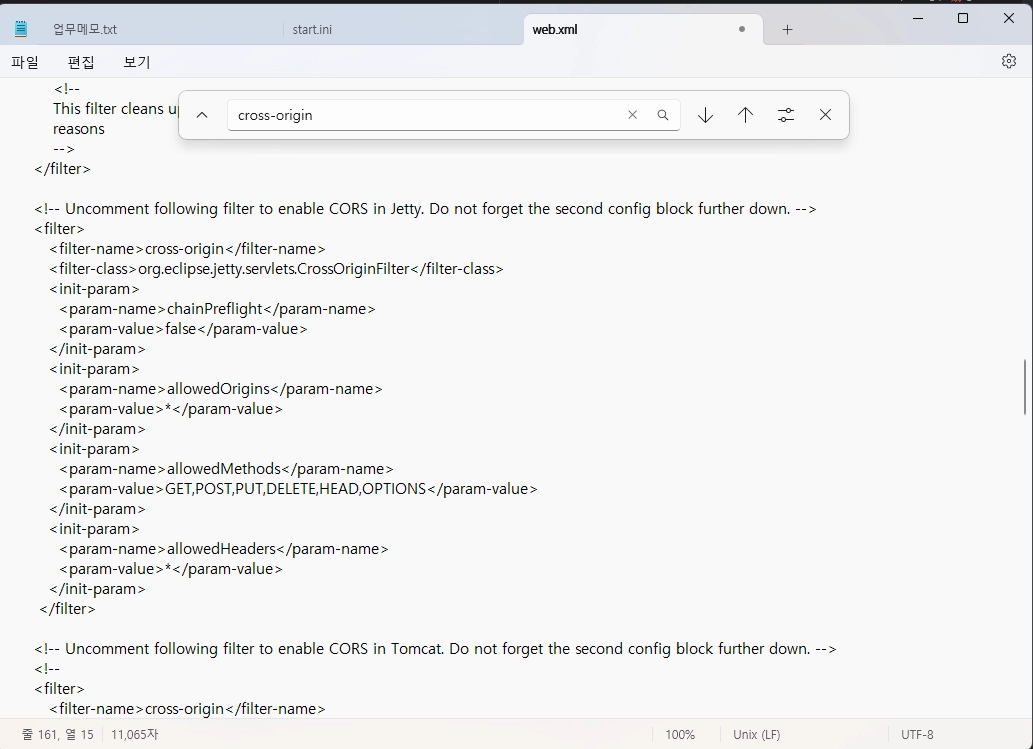 업무메모.txt
start.ini
web.xml
파일
편집
보기
<!--
This filter cleans
cross-origin
reasons
-->
</filter>
<!-- Uncomment following filter to enable CORS in Jetty. Do not forget the second config block further down. -->
<filter>
<filter-name>cross-origin</filter-name>
<filter-class>org.eclipse.jetty.servlets.CrossOriginFilter</filter-class>
<init-param>
<param-name>chainPreflight</param-name>
<param-value>false</param-value>
</init-param>
<init-param>
<param-name>allowedOrigins</param-name>
<param-value>*</param-value>
</init-param>
<init-param>
<param-name>allowedMethods</param-name>
<param-value>GET,POST,PUT,DELETE,HEAD,OPTIONS</param-value>
</init-param>
<init-param>
<param-name>allowedHeaders</param-name>
<param-value>*</param-value>
</init-param>
</filter>
<!-- Uncomment following filter to enable CORS in Tomcat. Do not forget the second config block further down. -->
<!--
<filter>
<filter-name>cross-origin</filter-name>
줄 161, 열 15
11,065자
100%
Unix (LF)
UTF-8